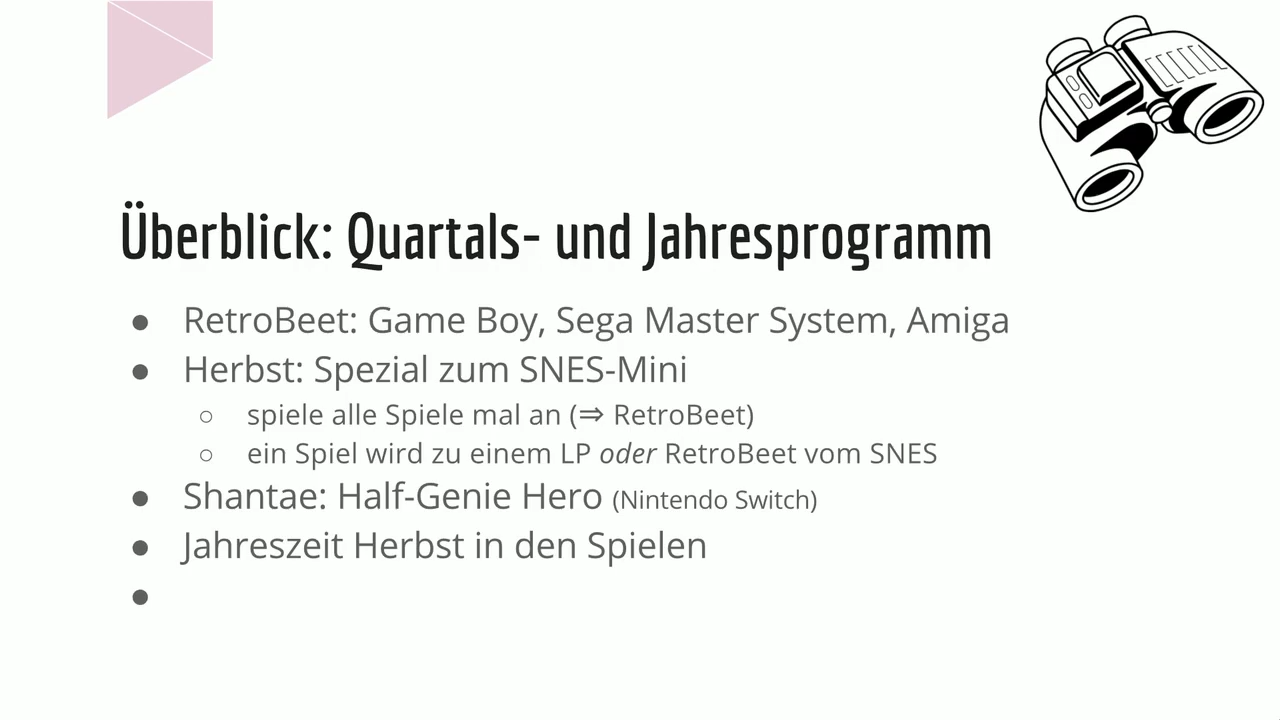 Überblick: Quartals- und Jahresprogramm
● RetroBeet: Game Boy, Sega Master System, Amiga
● Herbst: Spezial zum SNES-Mini
○ spiele alle Spiele mal an (⇒ RetroBeet)
○ ein Spiel wird zu einem LP oder RetroBeet vom SNES
● Shantae: Half-Genie Hero (Nintendo Switch)
● Jahreszeit Herbst in den Spielen
●